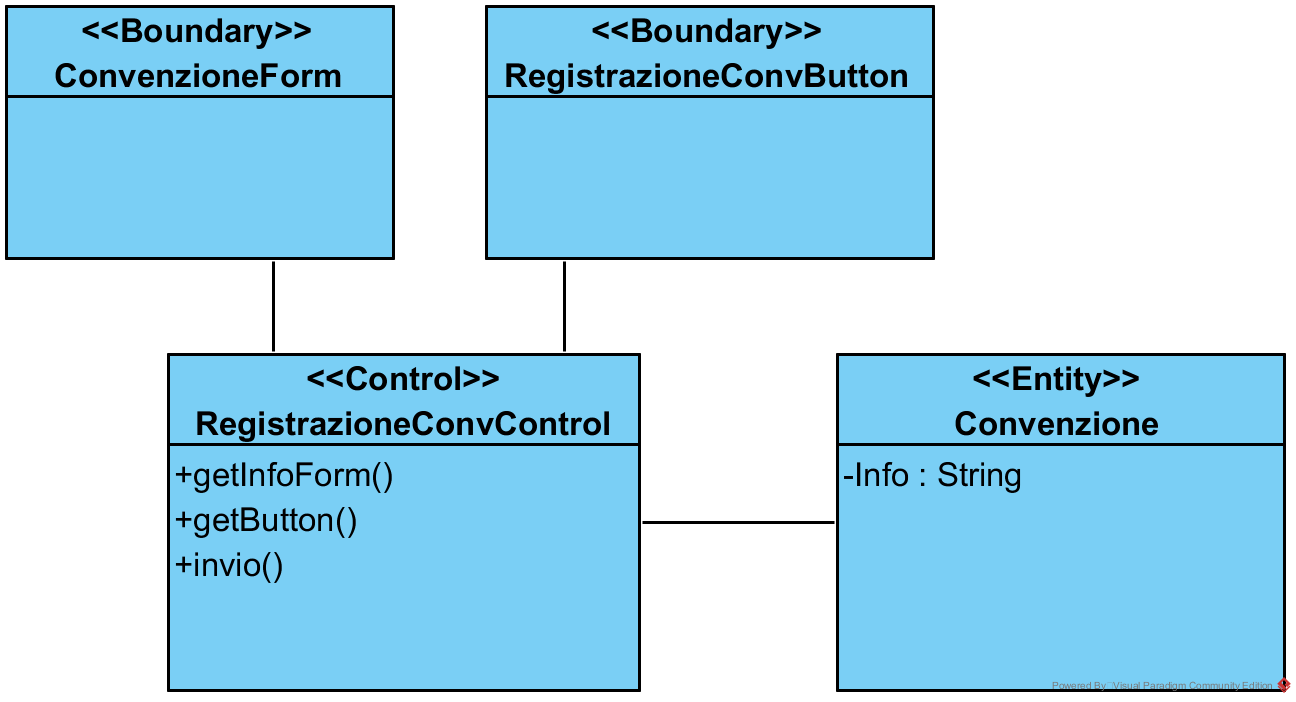 <<Boundary>>
ConvenzioneForm
<<Boundary>>
RegistrazioneConvButton
<<Control>>
RegistrazioneConvControl
+getInfoForm()
+getButton()
+invio()
<<Entity>>
Convenzione
-Info : String
Powered By Visual Paradigm Community Edition